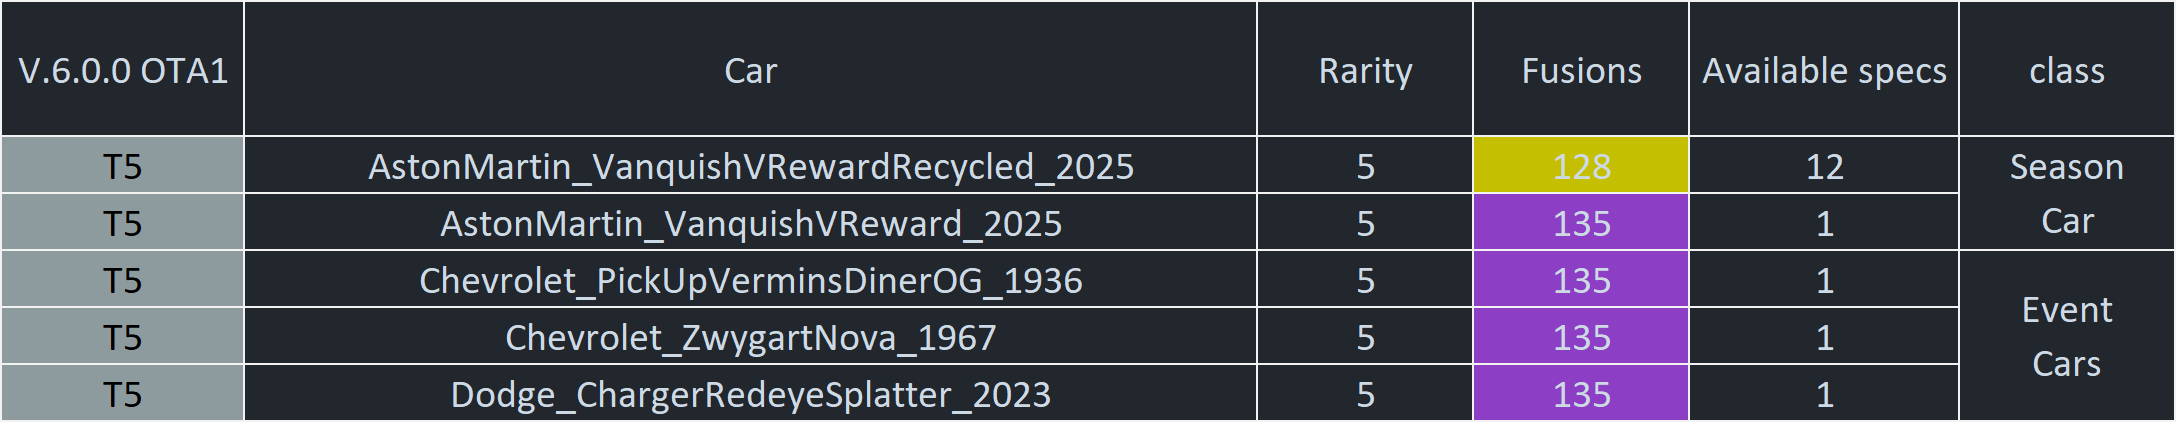 V.6.0.0 OTA1 Car Rarity Fusions Available specs class
T5 AstonMartin_VanquishVRewardRecycled_2025 5 128 12 Season
T5 AstonMartin_VanquishVReward_2025 5 135 1 Car
T5 Chevrolet_PickUpVerminsDinerOG_1936 5 135 1 Event
T5 Chevrolet_ZwygartNova_1967 5 135 1 Cars
T5 Dodge_ChargerRedeyeSplatter_2023 5 135 1